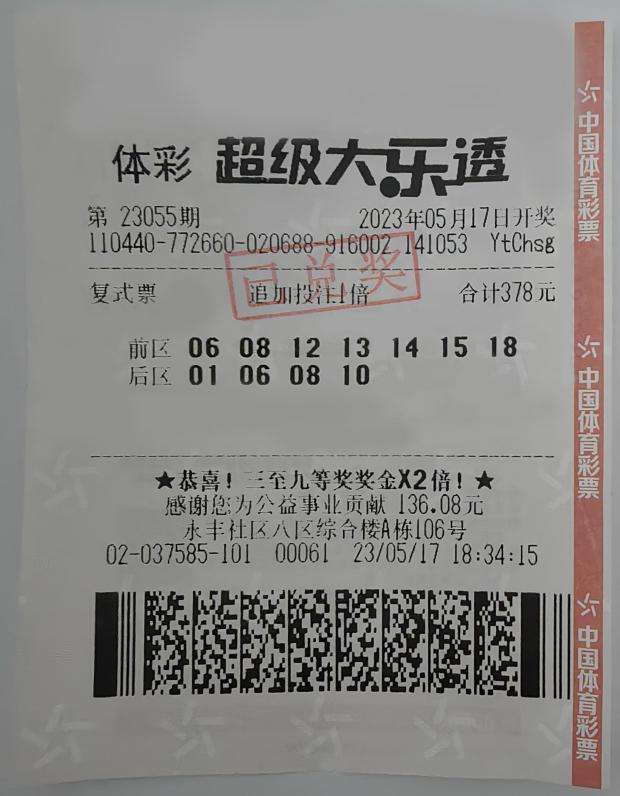 体彩 超级大乐透
第 23055期 2023年05月17日开奖
110440-772660-020688-916002 141053 YtChsg
已兑奖
复式票 追加投注1倍 合计378元
前区 06 08 12 13 14 15 18
后区 01 06 08 10
★恭喜！三至九等奖奖金X2倍！★
感谢您为公益事业贡献 136.08元
永丰社区八区综合楼A栋106号
02-037585-101 00061 23/05/17 18:34:15
中国体育彩票
中国体育彩票
中国体育彩票